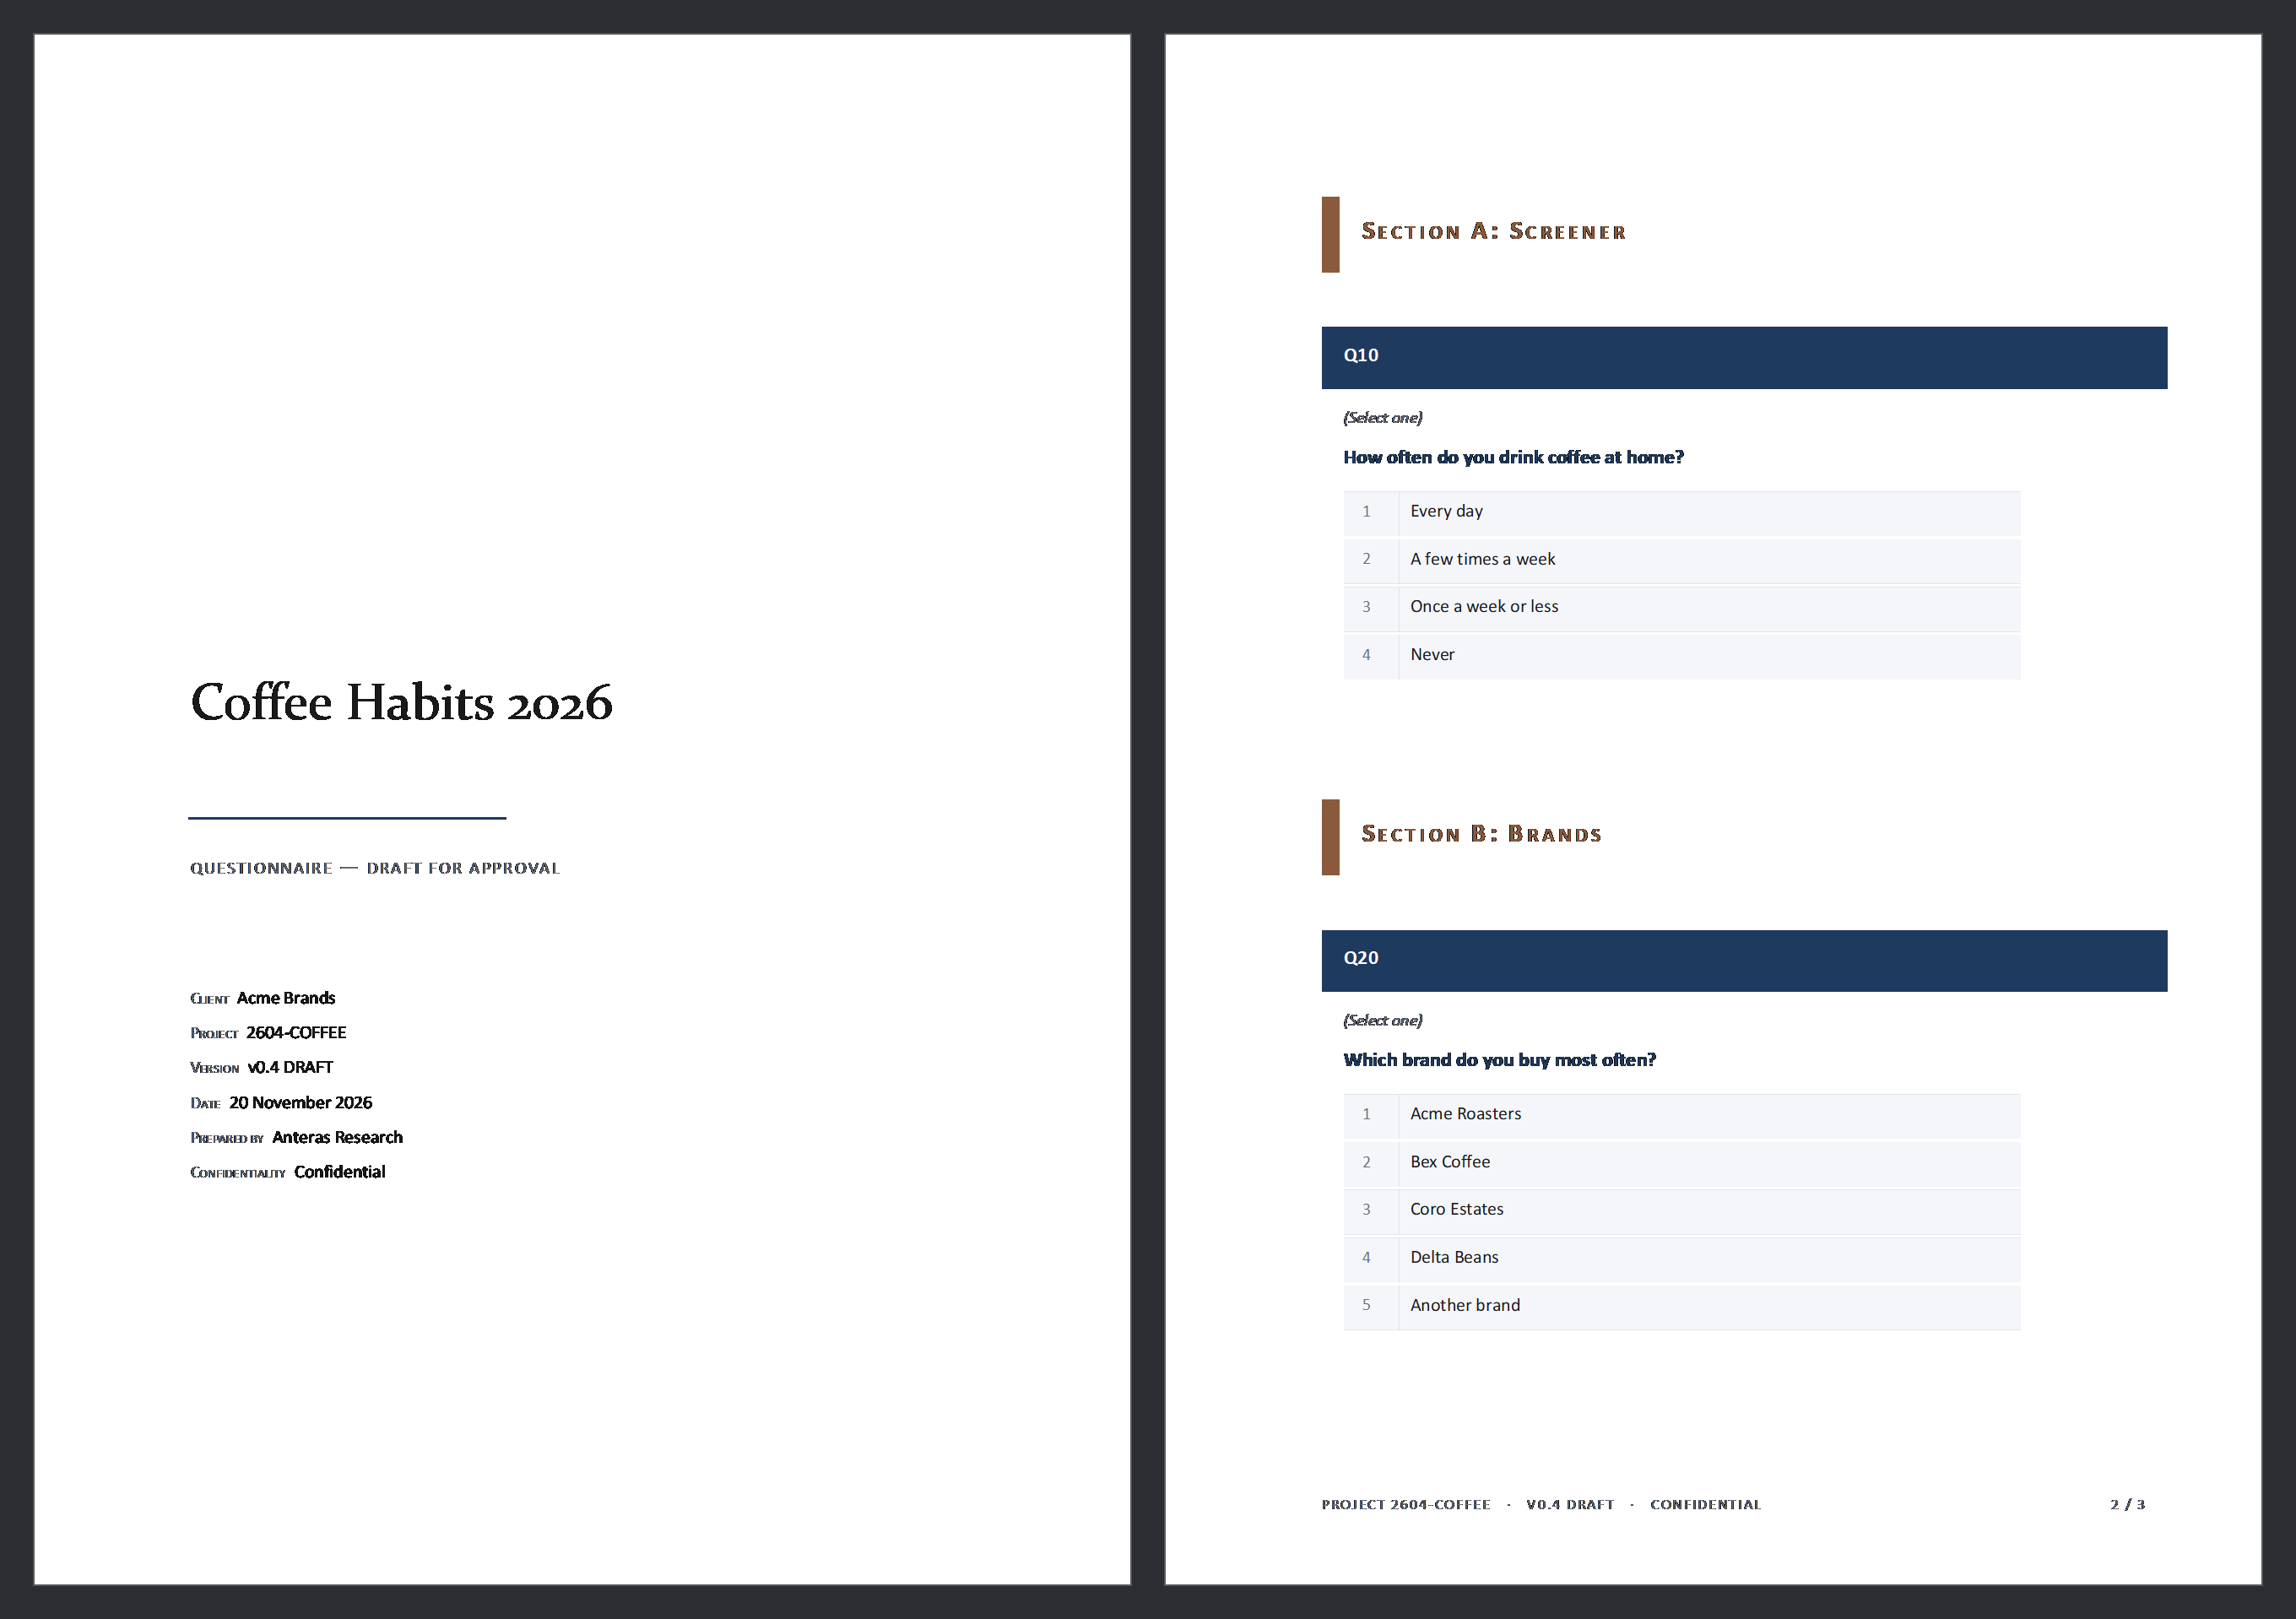 Coffee Habits 2026
QUESTIONNAIRE — DRAFT FOR APPROVAL
CLIENT Acme Brands
PROJECT 2604-COFFEE
VERSION v0.4 DRAFT
DATE 20 November 2026
PREPARED BY Anteras Research
CONFIDENTIALITY Confidential
SECTION A: SCREENER
Q10
(Select one)
How often do you drink coffee at home?
1 Every day
2 A few times a week
3 Once a week or less
4 Never
SECTION B: BRANDS
Q20
(Select one)
Which brand do you buy most often?
1 Acme Roasters
2 Bex Coffee
3 Coro Estates
4 Delta Beans
5 Another brand
PROJECT 2604-COFFEE · V0.4 DRAFT · CONFIDENTIAL 2 / 3